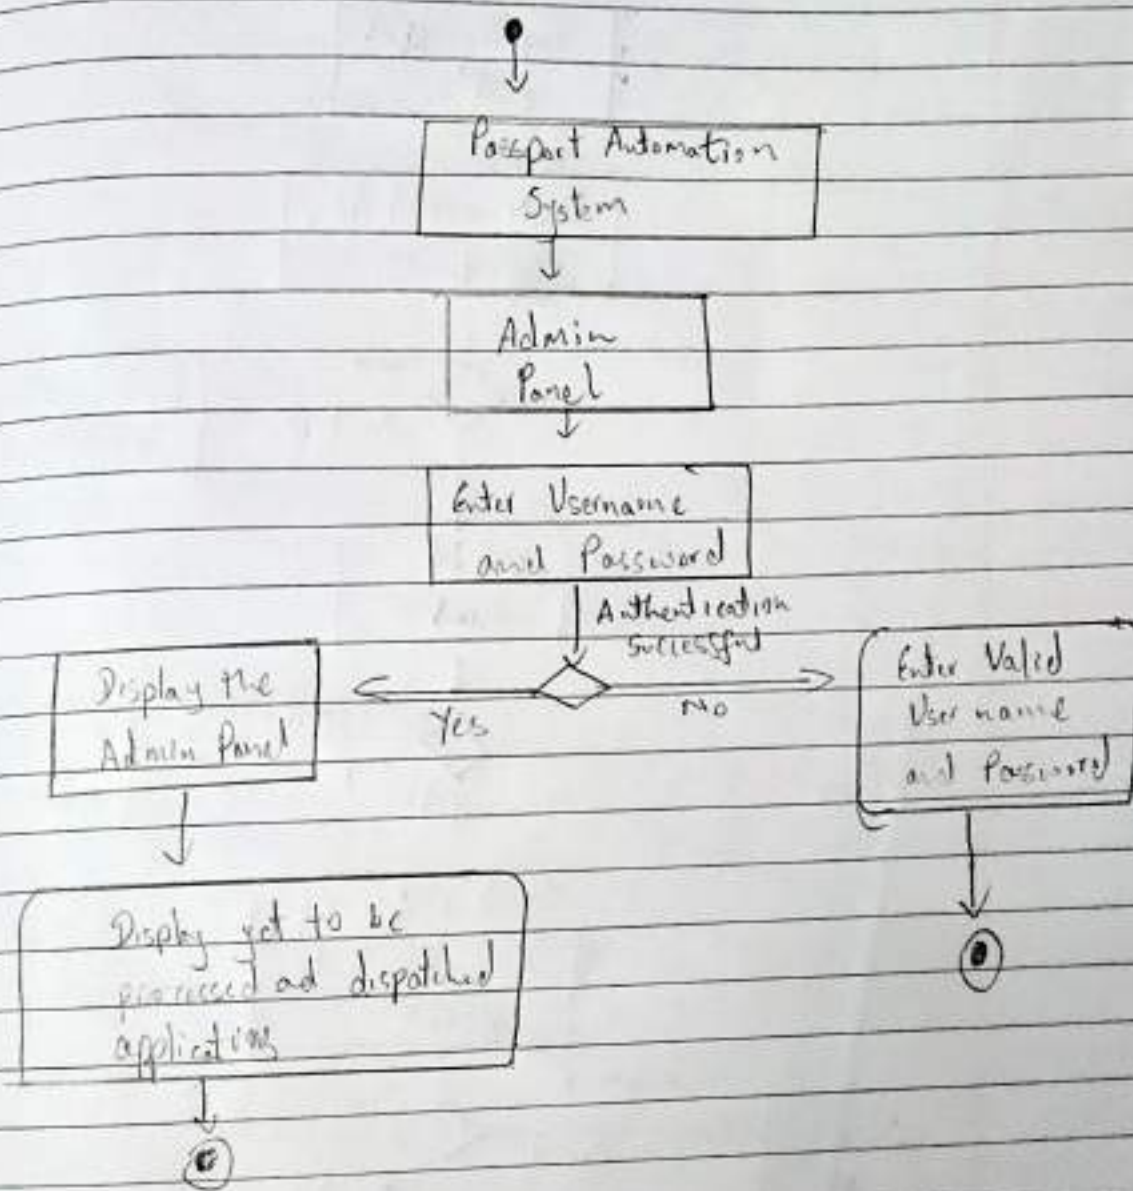 Passport Automation
System
Admin
Panel
Enter Username
and Password
Authentication
Successful
Yes
No
Display the
Admin Panel
Enter Valid
User name
and Password
Display yet to be
processed ad dispatched
applications